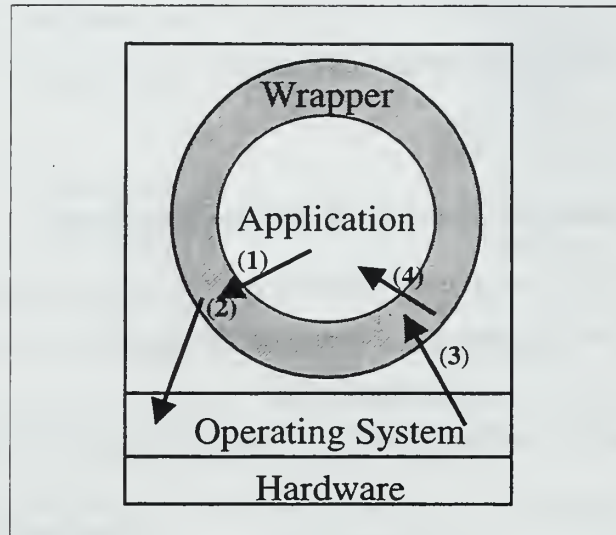 Wrapper
Application
(1)
(4)
(2)
(3)
Operating System
Hardware